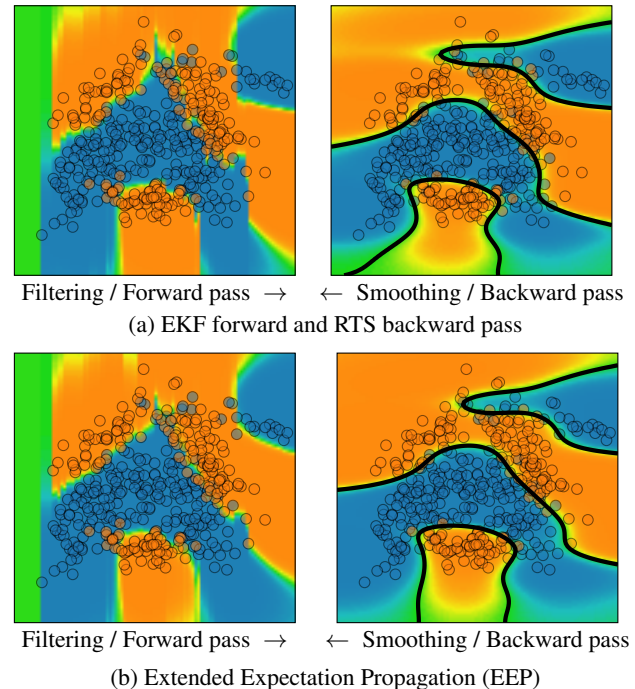 Filtering / Forward pass → ← Smoothing / Backward pass
(a) EKF forward and RTS backward pass
Filtering / Forward pass → ← Smoothing / Backward pass
(b) Extended Expectation Propagation (EEP)